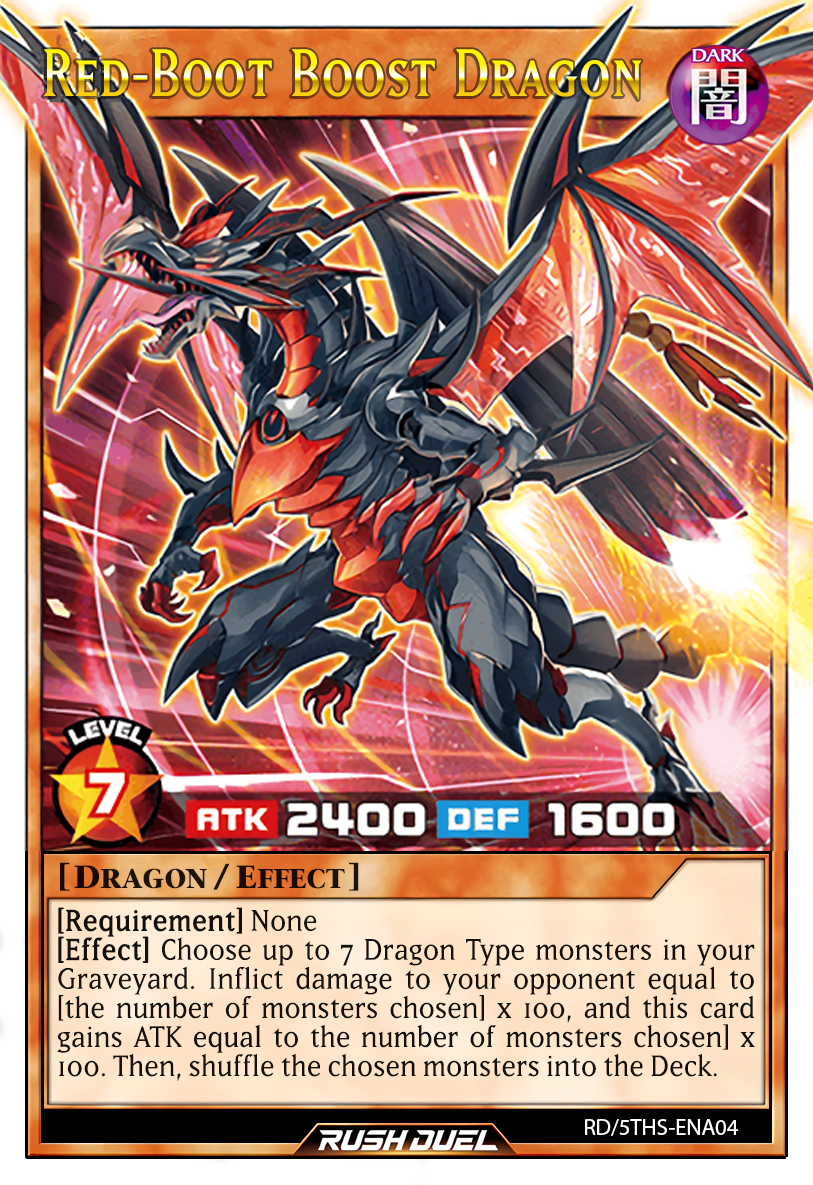 RED-BOOT BOOST DRAGON
DARK
闇
LEVEL
7
ATK 2400 DEF 1600
[DRAGON / EFFECT]
[Requirement] None
[Effect] Choose up to 7 Dragon Type monsters in your
Graveyard. Inflict damage to your opponent equal to
[the number of monsters chosen] x 100, and this card
gains ATK equal to the number of monsters chosen] x
100. Then, shuffle the chosen monsters into the Deck.
RD/5THS-ENA04
RUSH DUEL